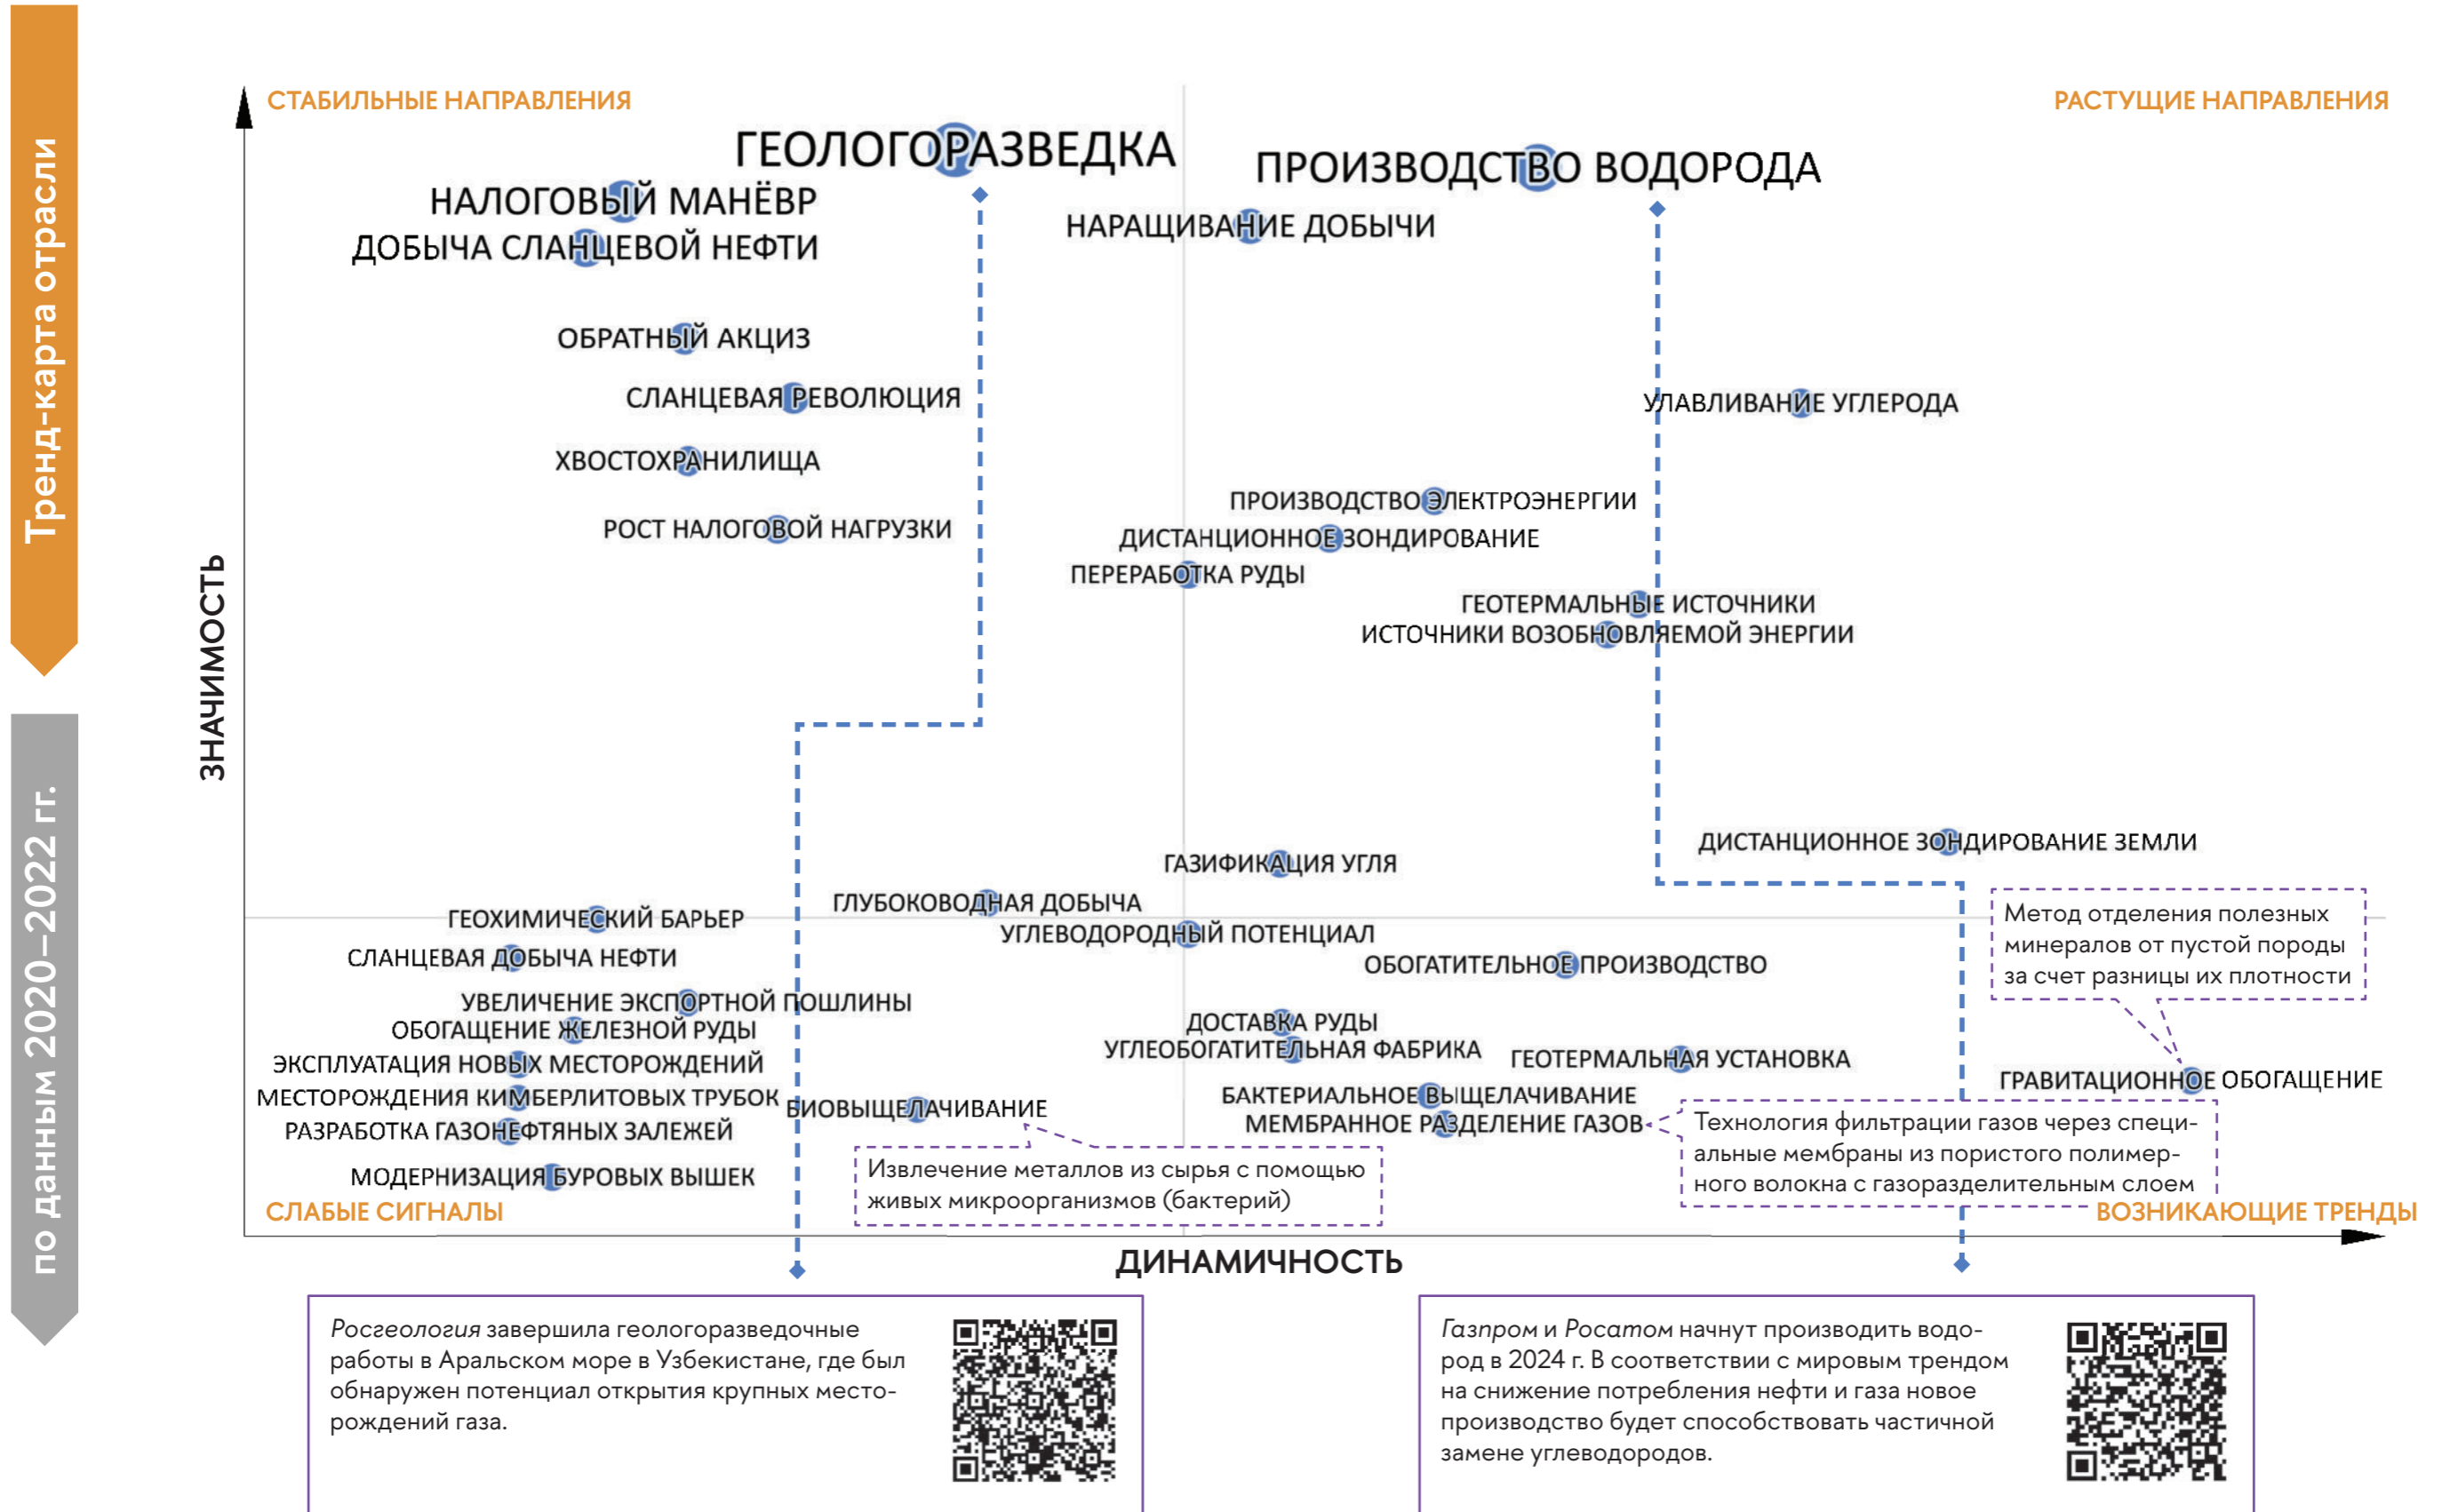 Тренд-карта отрасли
по данным 2020–2022 гг.
СТАБИЛЬНЫЕ НАПРАВЛЕНИЯ
РАСТУЩИЕ НАПРАВЛЕНИЯ
ГЕОЛОГОРАЗВЕДКА
ПРОИЗВОДСТВО ВОДОРОДА
НАЛОГОВЫЙ МАНЁВР
НАРАЩИВАНИЕ ДОБЫЧИ
ДОБЫЧА СЛАНЦЕВОЙ НЕФТИ
ОБРАТНЫЙ АКЦИЗ
СЛАНЦЕВАЯ РЕВОЛЮЦИЯ
УЛАВЛИВАНИЕ УГЛЕРОДА
ХВОСТОХРАНИЛИЩА
ПРОИЗВОДСТВО ЭЛЕКТРОЭНЕРГИИ
РОСТ НАЛОГОВОЙ НАГРУЗКИ
ДИСТАНЦИОННОЕ ЗОНДИРОВАНИЕ
ПЕРЕРАБОТКА РУДЫ
ГЕОТЕРМАЛЬНЫЕ ИСТОЧНИКИ
ИСТОЧНИКИ ВОЗОБНОВЛЯЕМОЙ ЭНЕРГИИ
ЗНАЧИМОСТЬ
ДИСТАНЦИОННОЕ ЗОНДИРОВАНИЕ ЗЕМЛИ
ГАЗИФИКАЦИЯ УГЛЯ
ГЛУБОКОВОДНАЯ ДОБЫЧА
ГЕОХИМИЧЕСКИЙ БАРЬЕР
УГЛЕВОДОРОДНЫЙ ПОТЕНЦИАЛ
Метод отделения полезных
минералов от пустой породы
за счет разницы их плотности
СЛАНЦЕВАЯ ДОБЫЧА НЕФТИ
ОБОГАТИТЕЛЬНОЕ ПРОИЗВОДСТВО
УВЕЛИЧЕНИЕ ЭКСПОРТНОЙ ПОШЛИНЫ
ДОСТАВКА РУДЫ
ОБОГАЩЕНИЕ ЖЕЛЕЗНОЙ РУДЫ
УГЛЕОБОГАТИТЕЛЬНАЯ ФАБРИКА
ГЕОТЕРМАЛЬНАЯ УСТАНОВКА
ЭКСПЛУАТАЦИЯ НОВЫХ МЕСТОРОЖДЕНИЙ
ГРАВИТАЦИОННОЕ ОБОГАЩЕНИЕ
МЕСТОРОЖДЕНИЯ КИМБЕРЛИТОВЫХ ТРУБОК
БИОВЫЩЕЛАЧИВАНИЕ
БАКТЕРИАЛЬНОЕ ВЫЩЕЛАЧИВАНИЕ
МЕМБРАННОЕ РАЗДЕЛЕНИЕ ГАЗОВ
РАЗРАБОТКА ГАЗОНЕФТЯНЫХ ЗАЛЕЖЕЙ
Технология фильтрации газов через специ-
альные мембраны из пористого полимер-
ного волокна с газоразделительным слоем
Извлечение металлов из сырья с помощью
живых микроорганизмов (бактерий)
МОДЕРНИЗАЦИЯ БУРОВЫХ ВЫШЕК
СЛАБЫЕ СИГНАЛЫ
ВОЗНИКАЮЩИЕ ТРЕНДЫ
ДИНАМИЧНОСТЬ
Росгеология завершила геологоразведочные
работы в Аральском море в Узбекистане, где был
обнаружен потенциал открытия крупных место-
рождений газа.
Газпром и Росатом начнут производить водо-
род в 2024 г. В соответствии с мировым трендом
на снижение потребления нефти и газа новое
производство будет способствовать частичной
замене углеводородов.